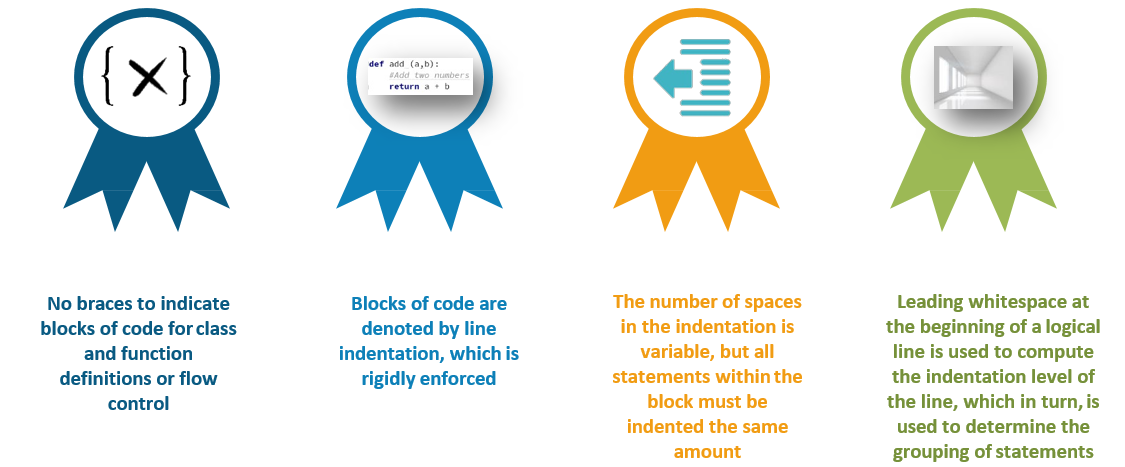 { X }
def add (a,b):
#Add two numbers
return a + b
No braces to indicate
blocks of code for class
and function
definitions or flow
control
Blocks of code are
denoted by line
indentation, which is
rigidly enforced
The number of spaces
in the indentation is
variable, but all
statements within the
block must be
indented the same
amount
Leading whitespace at
the beginning of a logical
line is used to compute
the indentation level of
the line, which in turn, is
used to determine the
grouping of statements